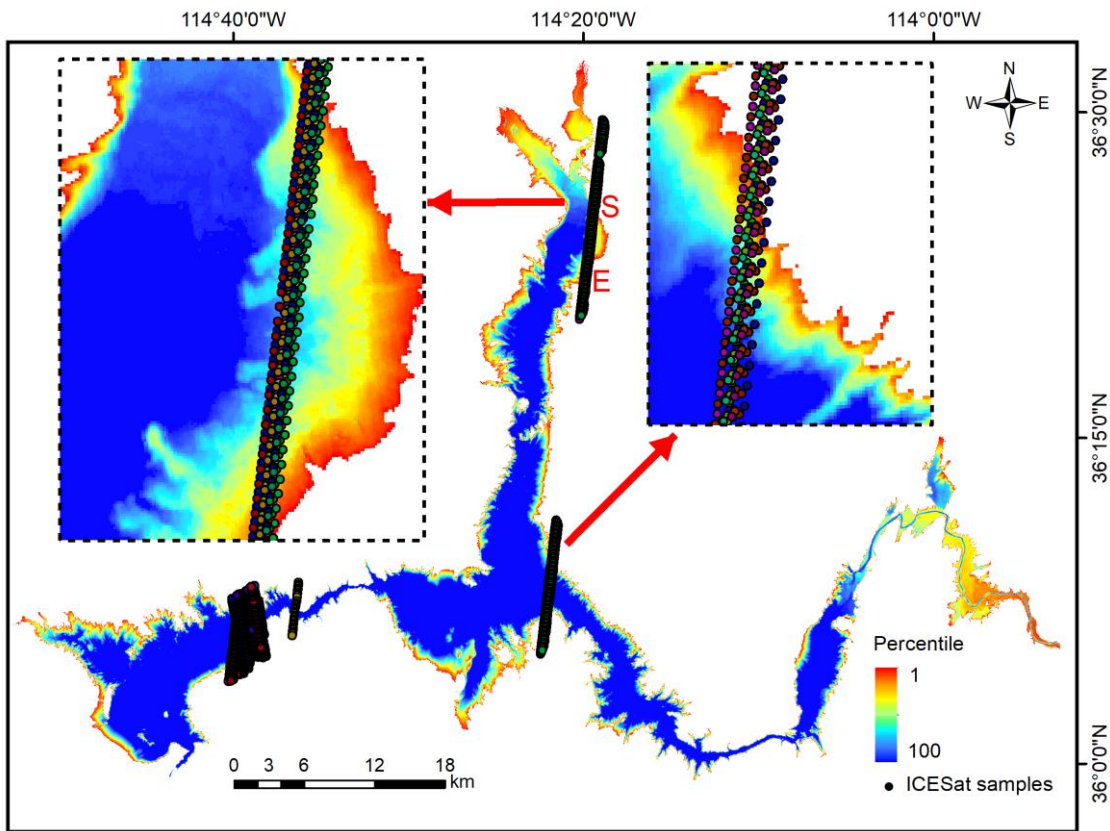 114°40'0"W
114°20'0"W
114°0'0"W
N
W E
S
36°30'0"N
S
E
36°15'0"N
Percentile
1
100
ICESat samples
0 3 6 12 18
km
36°0'0"N